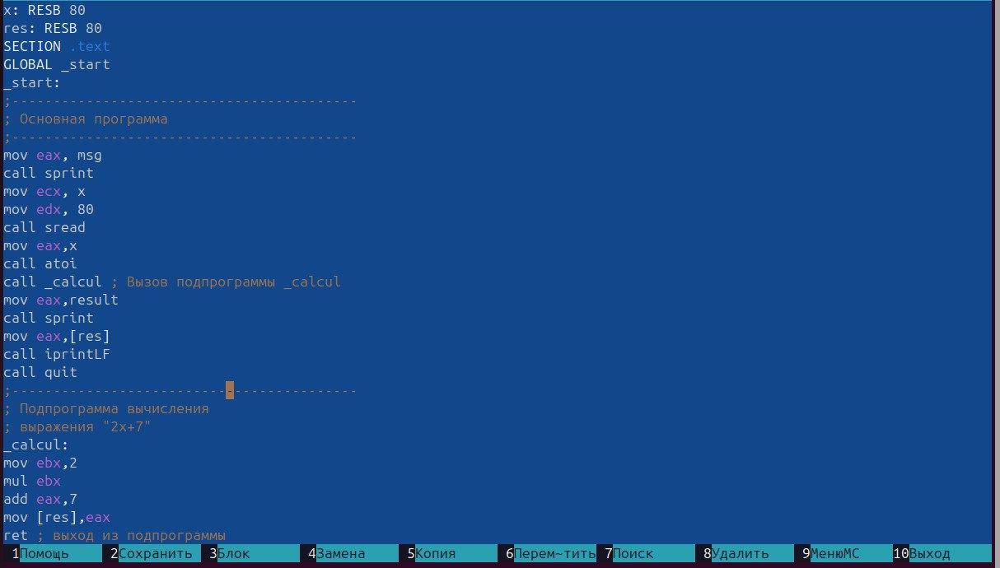 x: RESB 80
res: RESB 80
SECTION .text
GLOBAL _start
_start:
;------------------------------------------
; Основная программа
;------------------------------------------
mov eax, msg
call sprint
mov ecx, x
mov edx, 80
call sread
mov eax,x
call atoi
call _calcul ; Вызов подпрограммы _calcul
mov eax,result
call sprint
mov eax,[res]
call iprintLF
call quit
;------------------------------------------
; Подпрограмма вычисления
; выражения "2x+7"
_calcul:
mov ebx,2
mul ebx
add eax,7
mov [res],eax
ret ; выход из подпрограммы
1Помощь 2Сохранить 3Блок 4Замена 5Копия 6Перем~тить 7Поиск 8Удалить 9МенюMC 10Выход